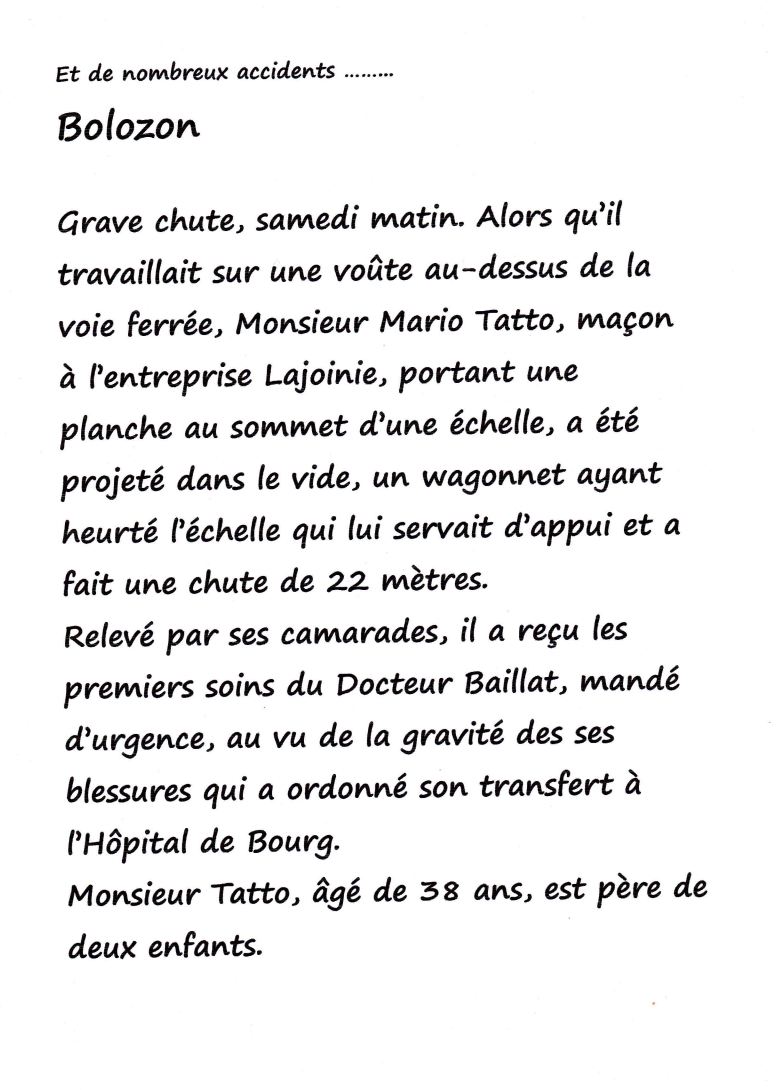 Et de nombreux accidents .........
Bolozon
Grave chute, samedi matin. Alors qu'il
travaillait sur une voûte au-dessus de la
voie ferrée, Monsieur Mario Tatto, maçon
à l'entreprise Lajoinie, portant une
planche au sommet d'une échelle, a été
projeté dans le vide, un wagonnet ayant
heurté l'échelle qui lui servait d'appui et a
fait une chute de 22 mètres.
Relevé par ses camarades, il a reçu les
premiers soins du Docteur Baillat, mandé
d'urgence, au vu de la gravité des ses
blessures qui a ordonné son transfert à
l'Hôpital de Bourg.
Monsieur Tatto, âgé de 38 ans, est père de
deux enfants.